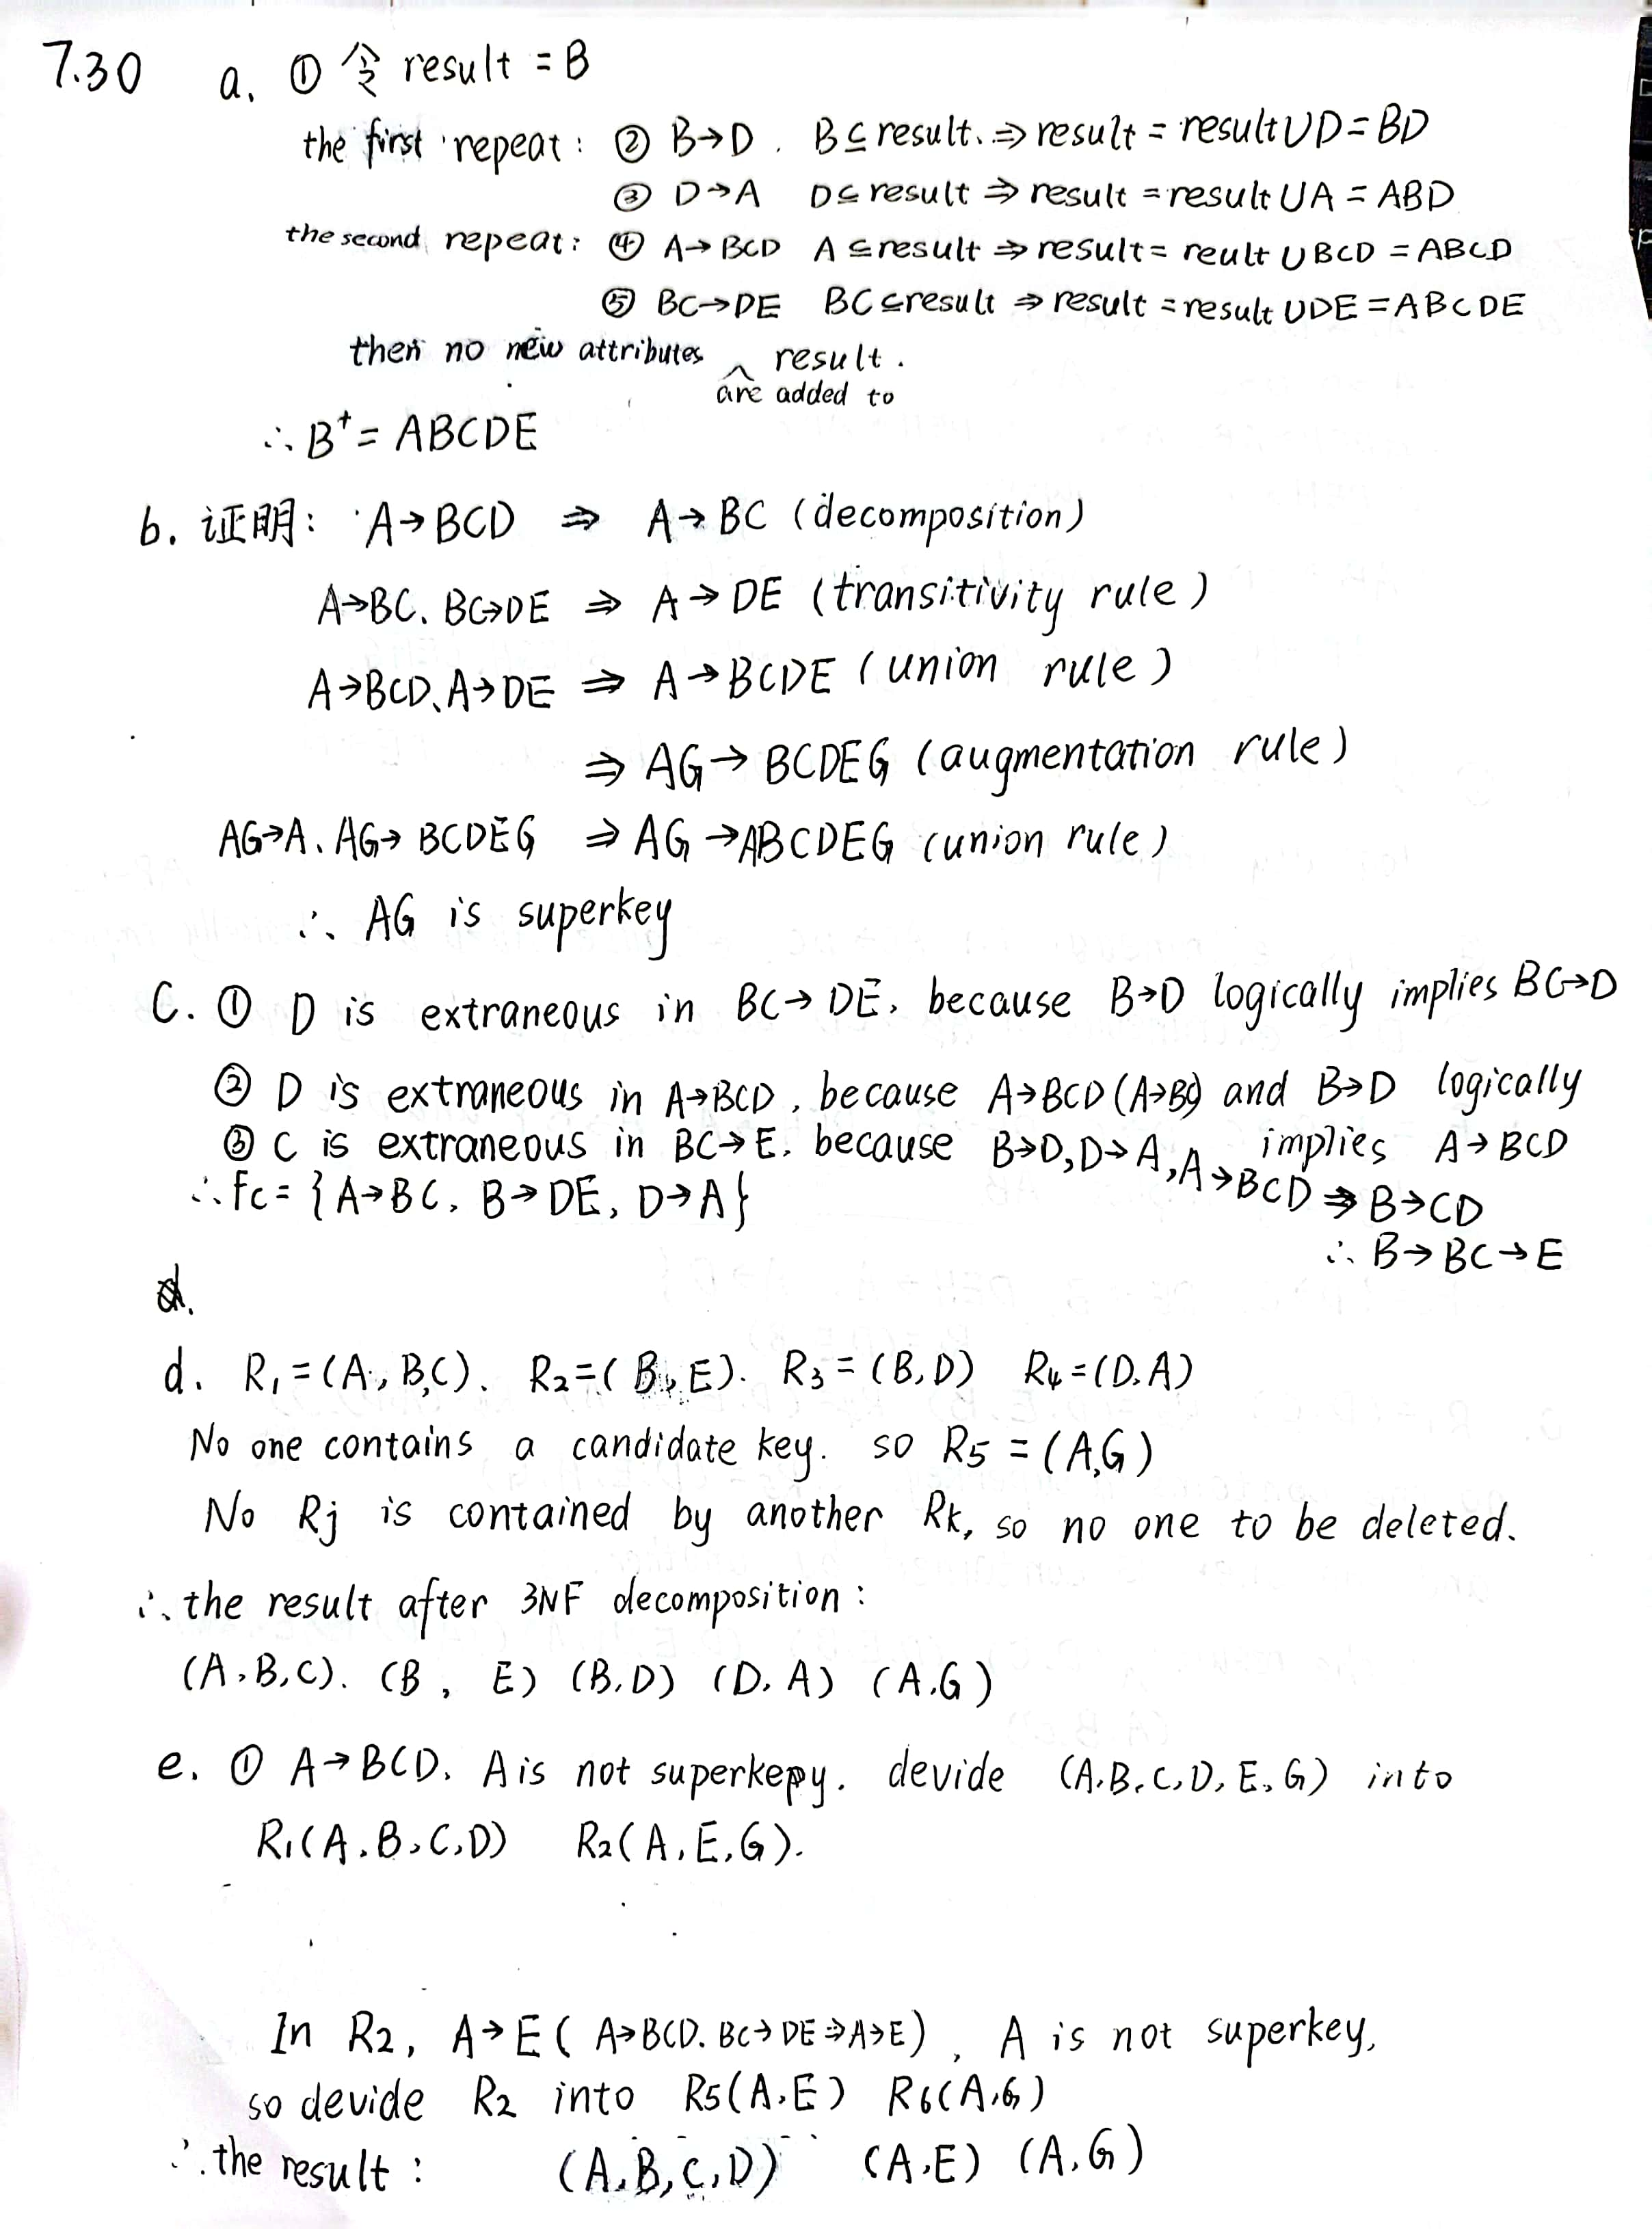 7.30 a. ① 令 result = B
the first repeat: ② B→D. B⊆result. ⇒ result = result∪D = BD
③ D→A D⊆result ⇒ result = result∪A = ABD
the second repeat: ④ A→BCD A⊆result ⇒ result = reult∪BCD = ABCD
⑤ BC→DE BC⊆result ⇒ result = result∪DE = ABCDE
then no new attributes are added to result.
∴ B⁺ = ABCDE
b. 证明: A→BCD ⇒ A→BC (decomposition)
A→BC, BC→DE ⇒ A→DE (transitivity rule)
A→BCD、A→DE ⇒ A→BCDE (union rule)
⇒ AG→BCDEG (augmentation rule)
AG→A、AG→BCDEG ⇒ AG→ABCDEG (union rule)
∴ AG is superkey
C. ① D is extraneous in BC→DE, because B→D logically implies BC→D
② D is extraneous in A→BCD, because A→BCD (A→BC) and B→D logically implies A→BCD
③ C is extraneous in BC→E, because B→D, D→A, A→BCD ⇒ B→CD
∴ B→BC→E
∴ Fc = {A→BC, B→DE, D→A}
d. R₁=(A,B,C). R₂=(B,E). R₃=(B,D) R₄=(D,A)
No one contains a candidate key. so R5 = (A,G)
No Rj is contained by another Rk, so no one to be deleted.
∴ the result after 3NF decomposition:
(A,B,C). (B, E) (B,D) (D,A) (A,G)
e. ① A→BCD, A is not superkepy. devide (A,B,C,D,E,G) into
R₁(A,B,C,D) R₂(A,E,G).
In R₂, A→E (A→BCD. BC→DE⇒A→E), A is not superkey,
so devide R₂ into R5(A,E) R6(A,G)
∴ the result: (A,B,C,D) (A,E) (A,G)